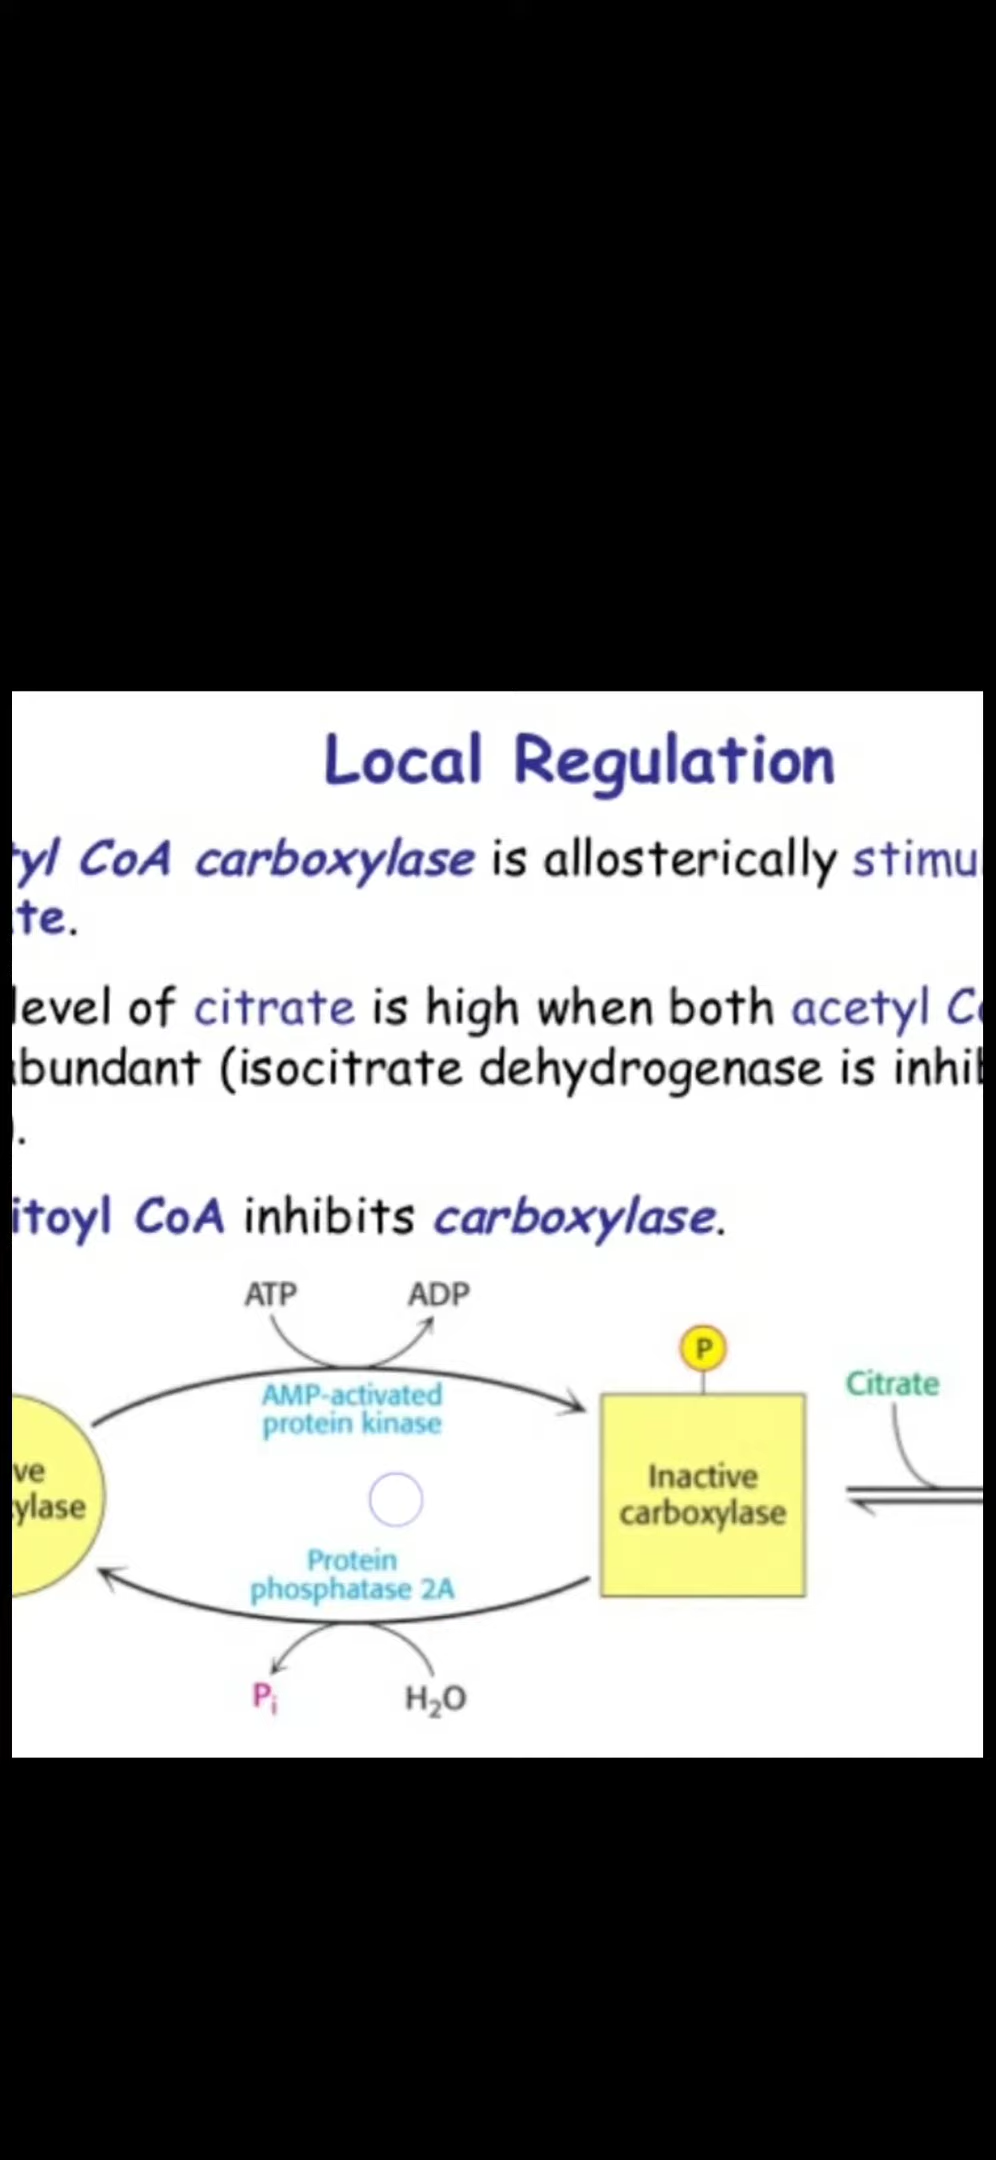 Local Regulation
yl CoA carboxylase is allosterically stimu
te.
level of citrate is high when both acetyl C
bundant (isocitrate dehydrogenase is inhi
).
itoyl CoA inhibits carboxylase.
ATP ADP
P
AMP-activated
protein kinase
Citrate
ve
ylase
Inactive
carboxylase
Protein
phosphatase 2A
Pi H₂O